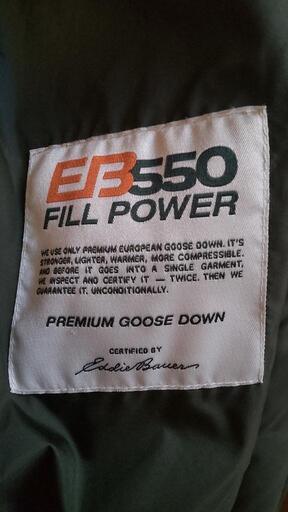 EB550
FILL POWER
WE USE ONLY PREMIUM EUROPEAN GOOSE DOWN. IT'S
STRONGER, LIGHTER, WARMER, MORE COMPRESSIBLE.
AND BEFORE IT GOES INTO A SINGLE GARMENT,
WE INSPECT AND CERTIFY IT — TWICE. THEN WE
GUARANTEE IT. UNCONDITIONALLY.
PREMIUM GOOSE DOWN
CERTIFIED BY
Eddie Bauer